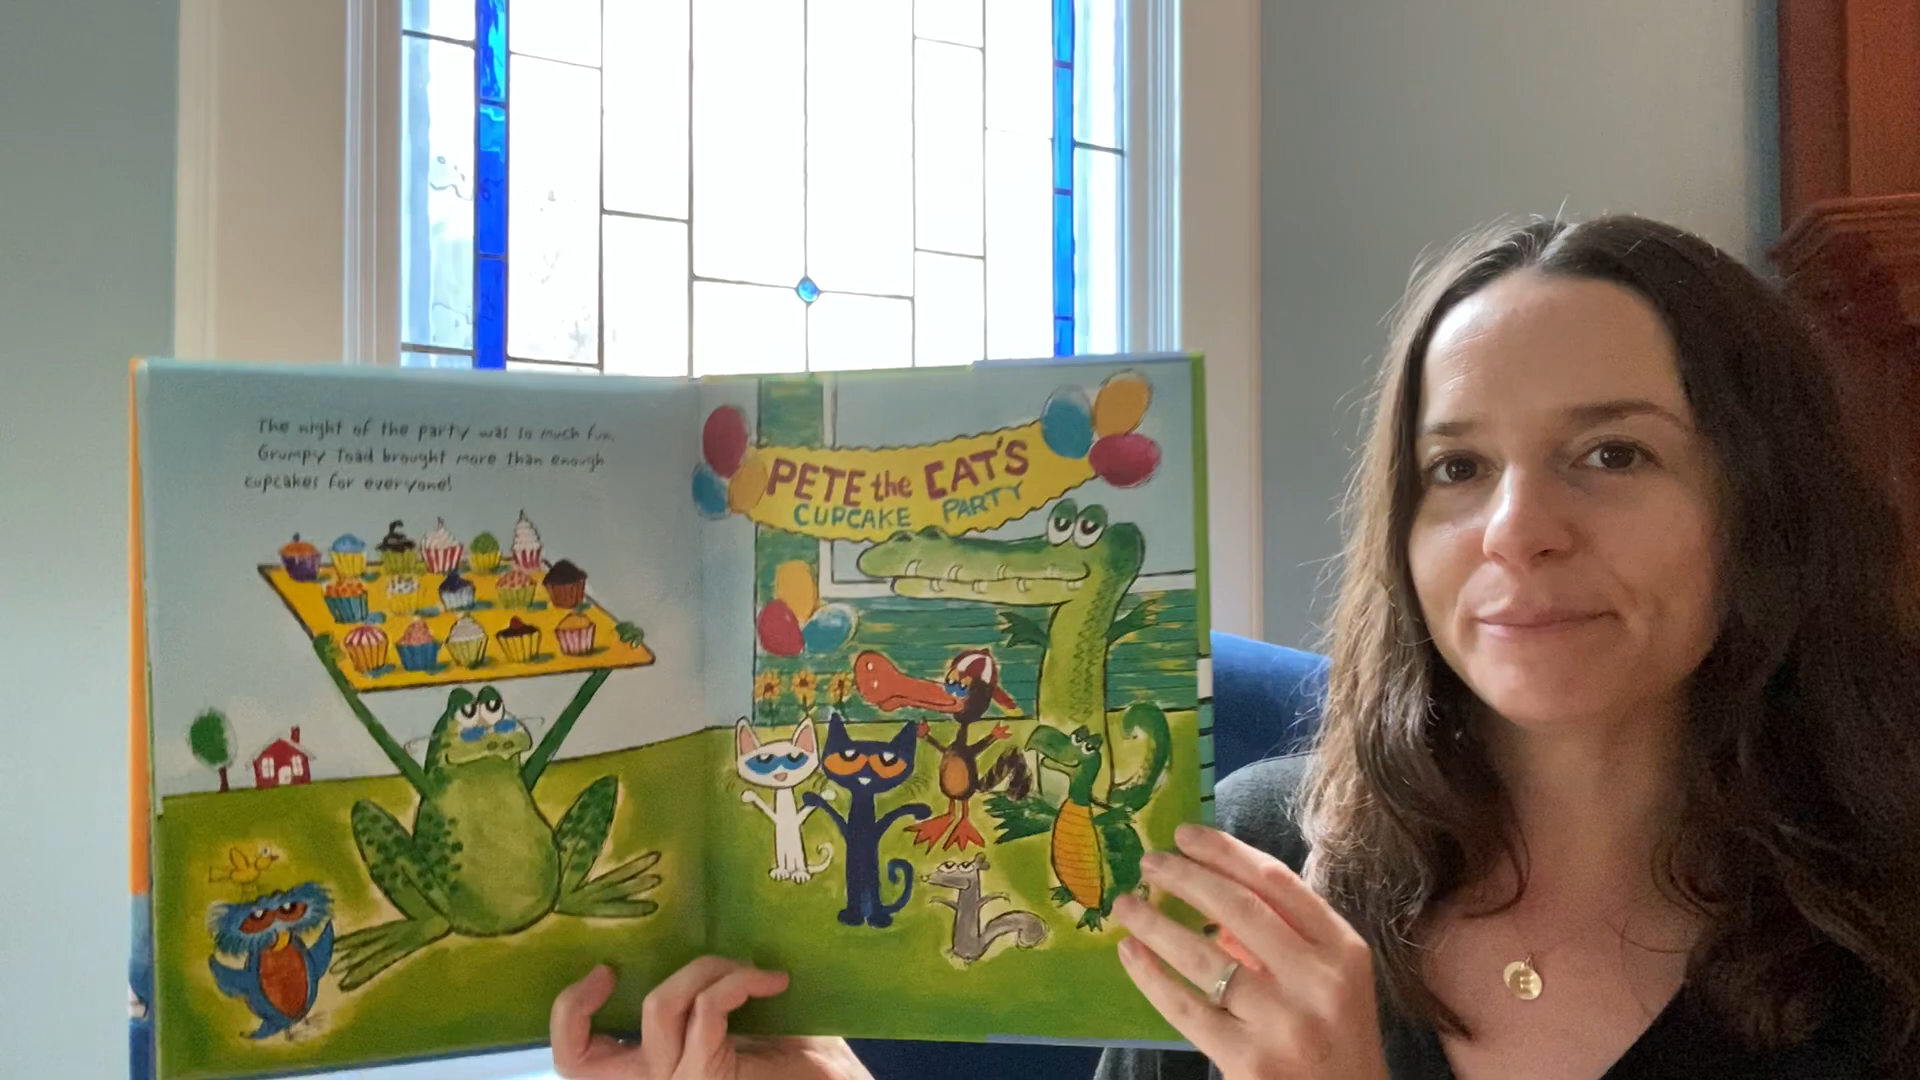 The night of the party was so much fun.
Grumpy Toad brought more than enough
cupcakes for everyone!
PETE the CAT'S
CUPCAKE PARTY